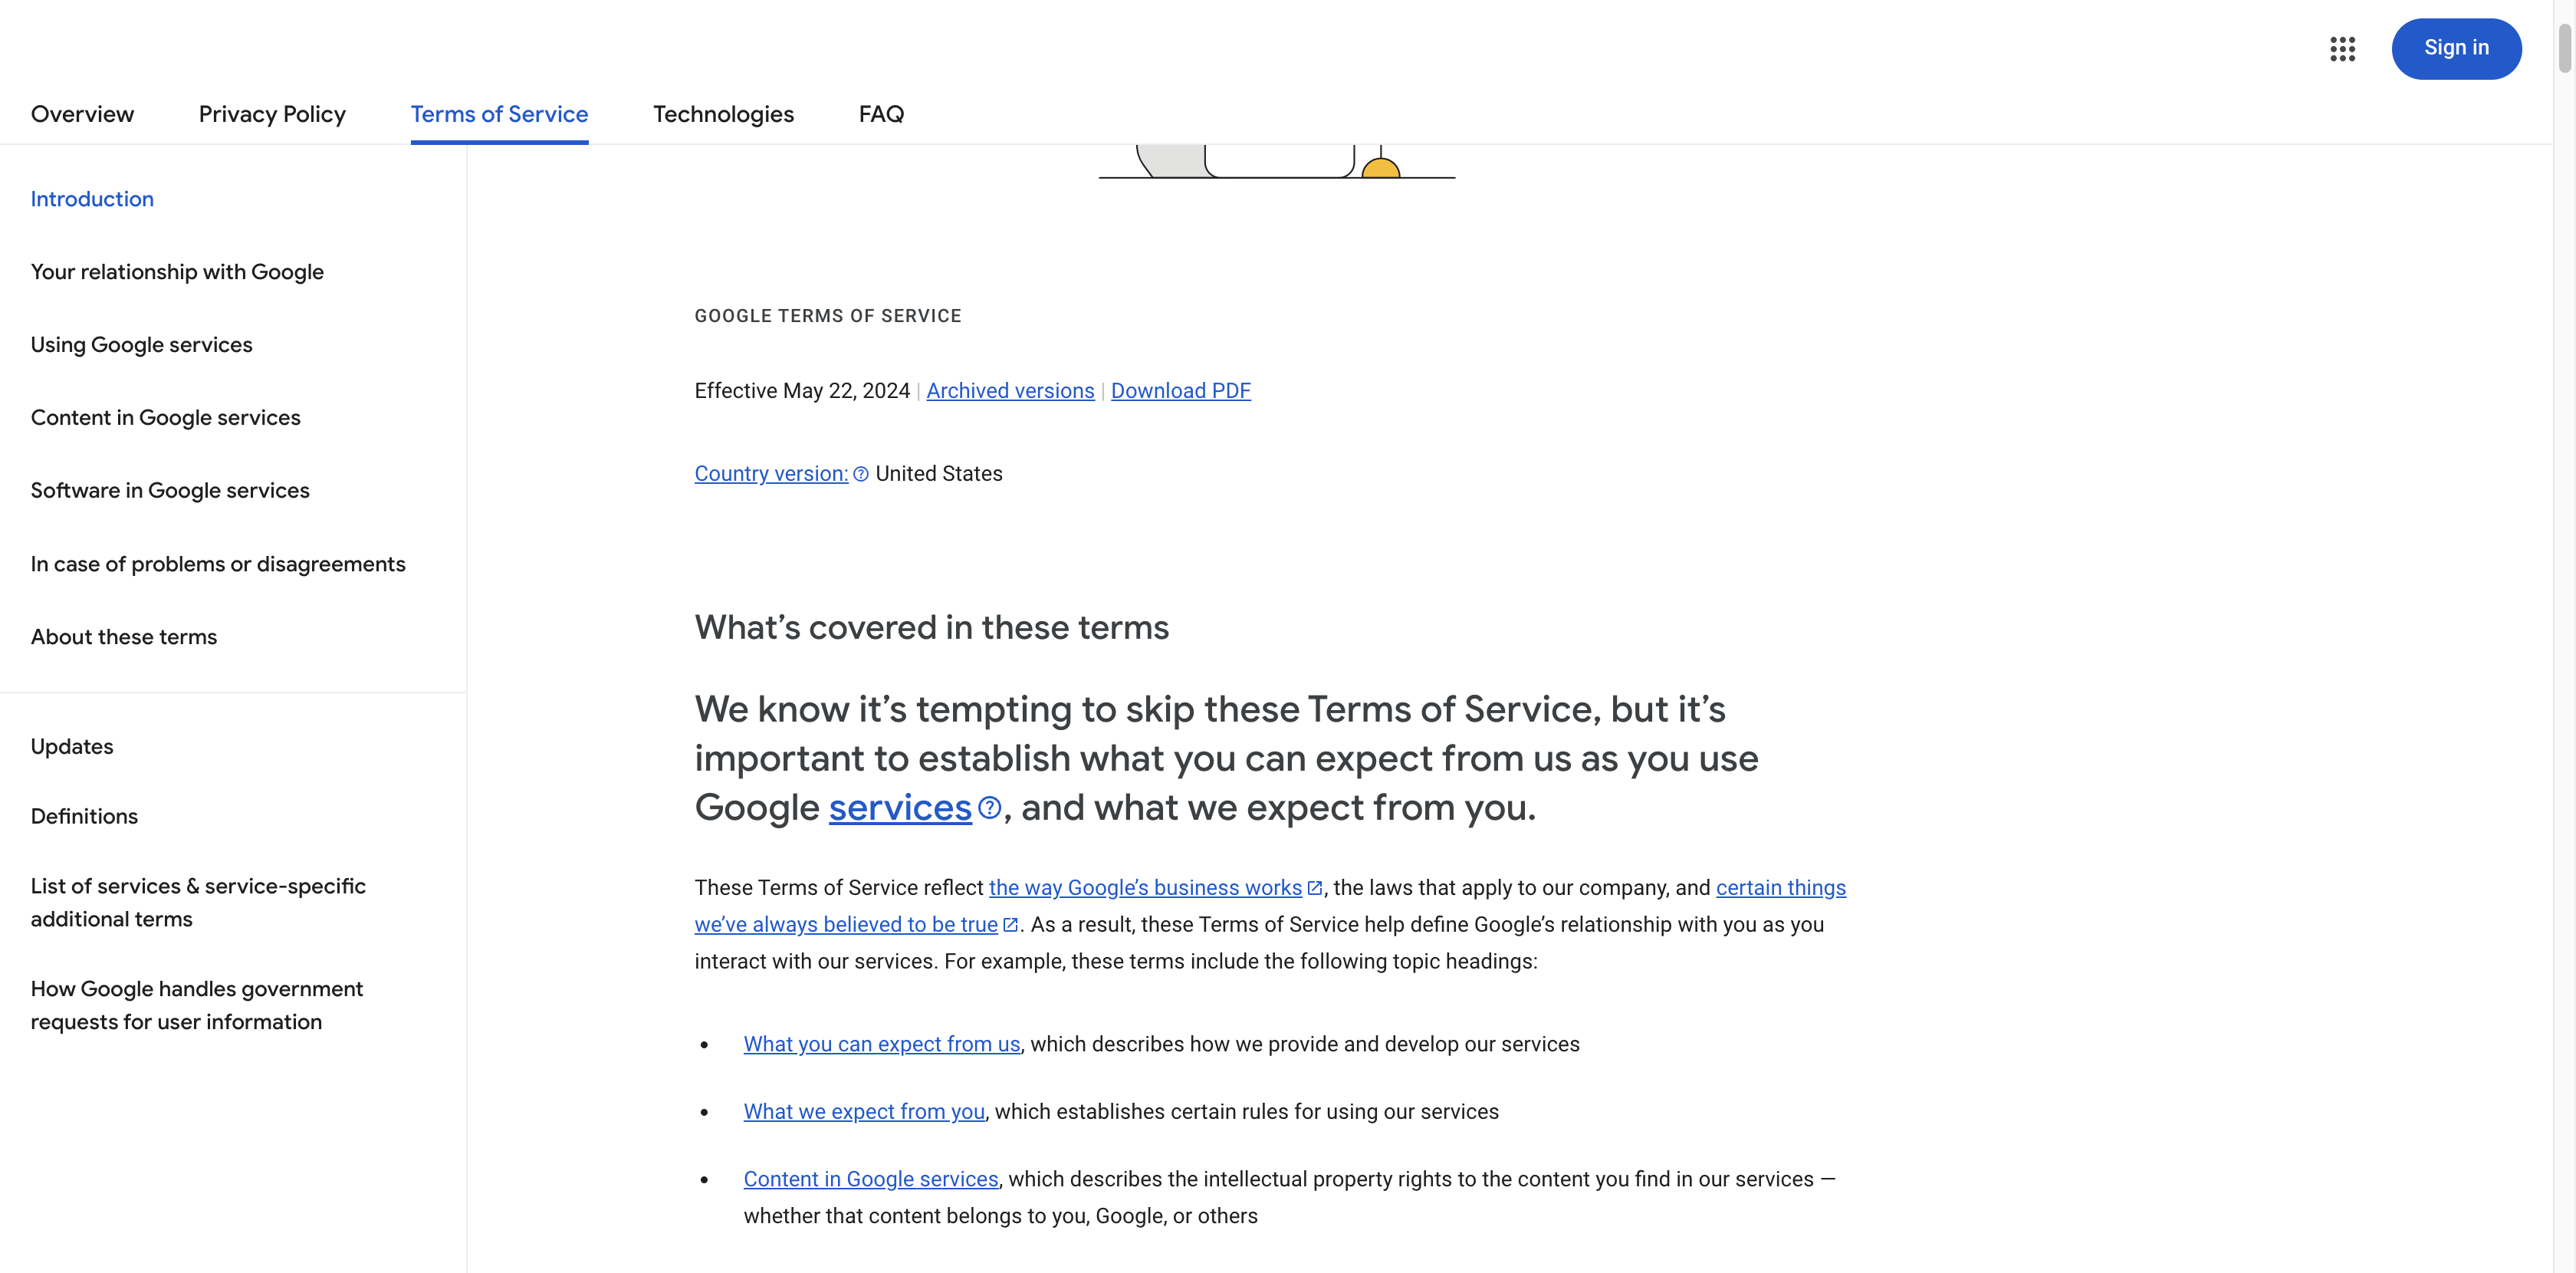 Sign in
Overview
Privacy Policy
Terms of Service
Technologies
FAQ
Introduction
Your relationship with Google
Using Google services
Content in Google services
Software in Google services
In case of problems or disagreements
About these terms
Updates
Definitions
List of services & service-specific
additional terms
How Google handles government
requests for user information
GOOGLE TERMS OF SERVICE
Effective May 22, 2024 | Archived versions | Download PDF
Country version: United States
What’s covered in these terms
We know it’s tempting to skip these Terms of Service, but it’s
important to establish what you can expect from us as you use
Google services, and what we expect from you.
These Terms of Service reflect the way Google’s business works, the laws that apply to our company, and certain things
we’ve always believed to be true. As a result, these Terms of Service help define Google’s relationship with you as you
interact with our services. For example, these terms include the following topic headings:
• What you can expect from us, which describes how we provide and develop our services
• What we expect from you, which establishes certain rules for using our services
• Content in Google services, which describes the intellectual property rights to the content you find in our services —
whether that content belongs to you, Google, or others